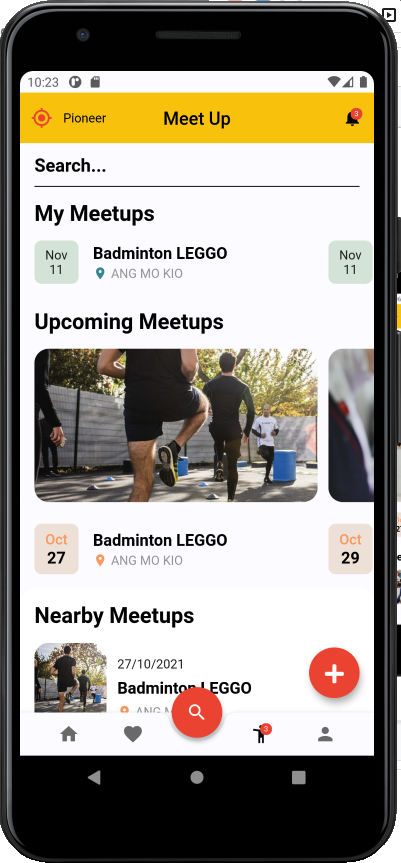 10:23
Pioneer
Meet Up
3
Search...
My Meetups
Nov
11
Badminton LEGGO
ANG MO KIO
Nov
11
Upcoming Meetups
Oct
27
Badminton LEGGO
ANG MO KIO
Oct
29
Nearby Meetups
27/10/2021
Badminton LEGGO
ANG M
3